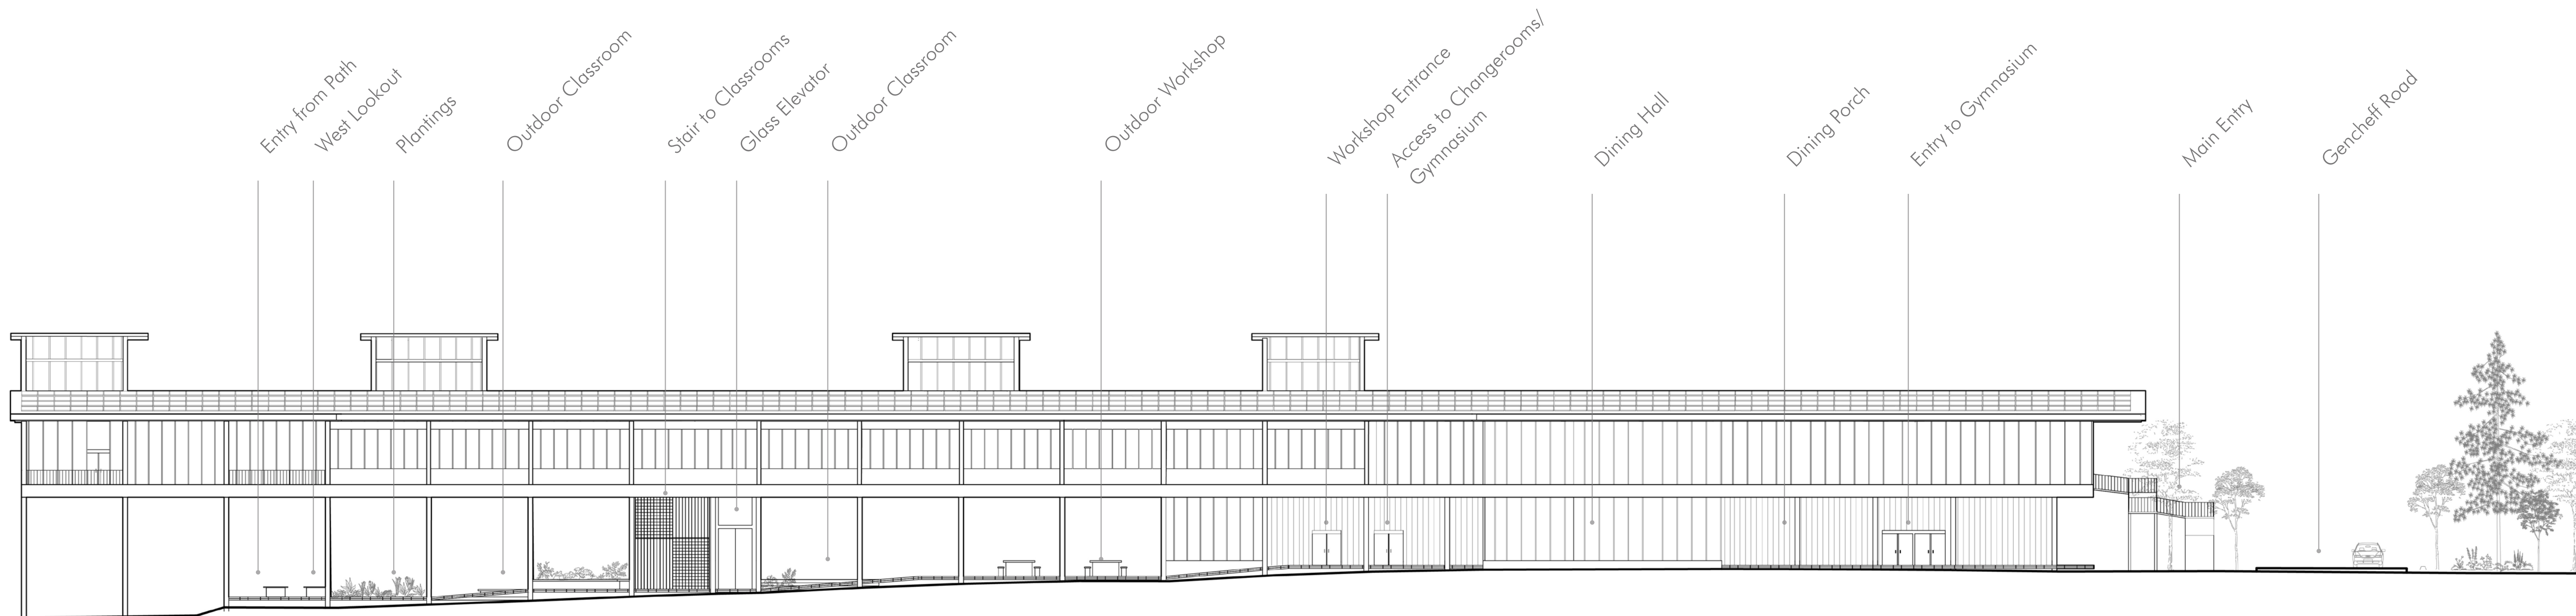 Entry from Path
West Lookout
Plantings
Outdoor Classroom
Stair to Classrooms
Glass Elevator
Outdoor Classroom
Outdoor Workshop
Workshop Entrance
Access to Changerooms/
Gymnasium
Dining Hall
Dining Porch
Entry to Gymnasium
Main Entry
Gencheff Road